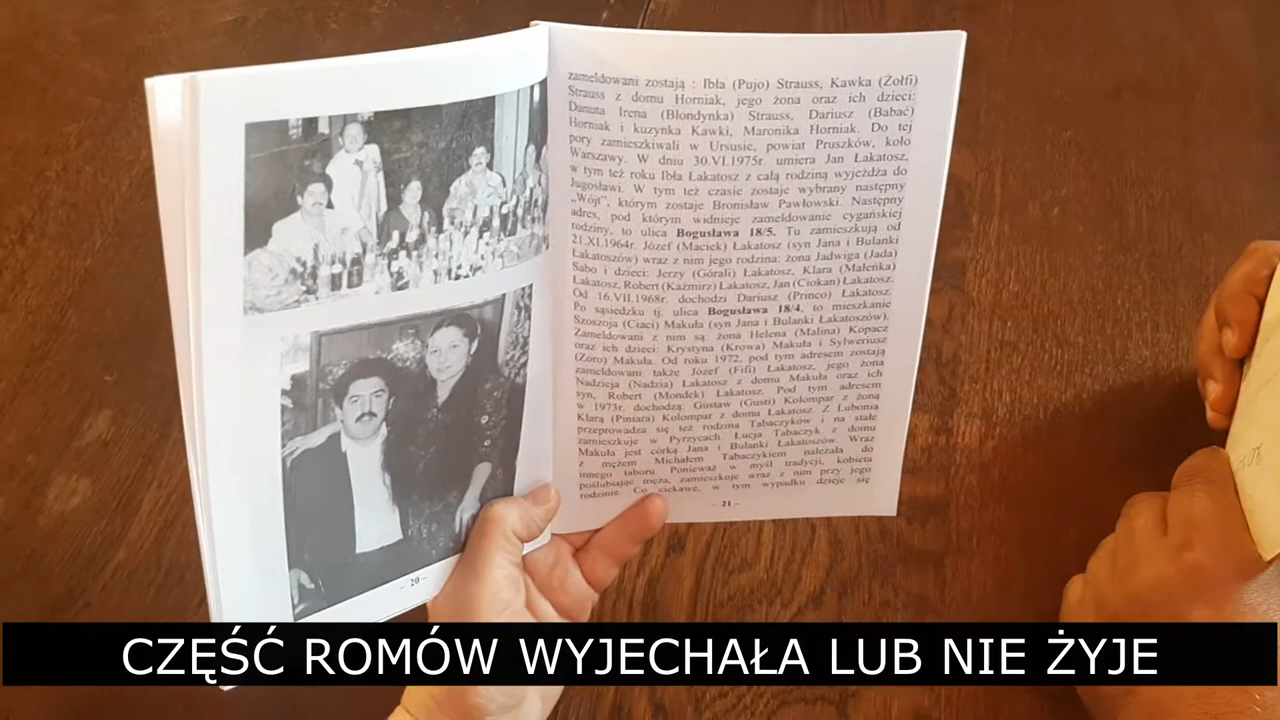 zameldowani zostają : Ibła (Pujo) Strauss, Kawka (Żołfi)
Strauss z domu Horniak, jego żona oraz ich dzieci:
Danuta Irena (Blondynka) Strauss, Dariusz (Babać)
Horniak i kuzynka Kawki, Maronika Horniak. Do tej
pory zamieszkiwali w Ursusie, powiat Pruszków, koło
Warszawy. W dniu 30.VI.1975r. umiera Jan Łakatosz,
w tym też roku Ibła Łakatosz z całą rodziną wyjeżdża do
Jugosławi. W tym też czasie zostaje wybrany następny
„Wójt”, którym zostaje Bronisław Pawłowski. Następny
adres, pod którym widnieje zameldowanie cygańskiej
rodziny, to ulica Bogusława 18/5. Tu zamieszkują od
21.XI.1964r. Józef (Maciek) Łakatosz (syn Jana i Bulanki
Łakatoszów) wraz z nim jego rodzina: żona Jadwiga (Jada)
Sabo i dzieci: Jerzy (Górali) Łakatosz, Klara (Maleńka)
Łakatosz, Robert (Kaźmirz) Łakatosz, Jan (Ciokan) Łakatosz.
Od 16.VII.1968r. dochodzi Dariusz (Princo) Łakatosz.
Po sąsiedzku tj. ulica Bogusława 18/4, to mieszkanie
Szoszoja (Ciaci) Makuła (syn Jana i Bulanki Łakatoszów).
Zameldowani z nim są: żona Helena (Malina) Kopacz
oraz ich dzieci: Krystyna (Krowa) Makuła i Sylweriusz
(Zoro) Makuła. Od roku 1972, pod tym adresem zostają
zameldowani także Józef (Fifi) Łakatosz, jego żona
Nadzieja (Nadzia) Łakatosz z domu Makuła oraz ich
syn, Robert (Mondek) Łakatosz. Pod tym adresem
w 1973r. dochodzą: Gustaw (Gusti) Kolompar z żoną
Klarą (Pintara) Kolompar z domu Łakatosz. Z Łubonia
przeprowadza się też rodzina Tabaczyków i na stałe
zamieszkuje w Pyrzycach. Łucja Tabaczyk z domu
Makuła jest córką Jana i Bulanki Łakatoszów. Wraz
z mężem Michałem Tabaczykiem należała do
innego taboru. Ponieważ w myśl tradycji, kobieta
poślubiając męża, zamieszkuje wraz z nim przy jego
rodzinie. Co ciekawe, w tym wypadku dzieje się
– 20 –
– 21 –
CZĘŚĆ ROMÓW WYJECHAŁA LUB NIE ŻYJE